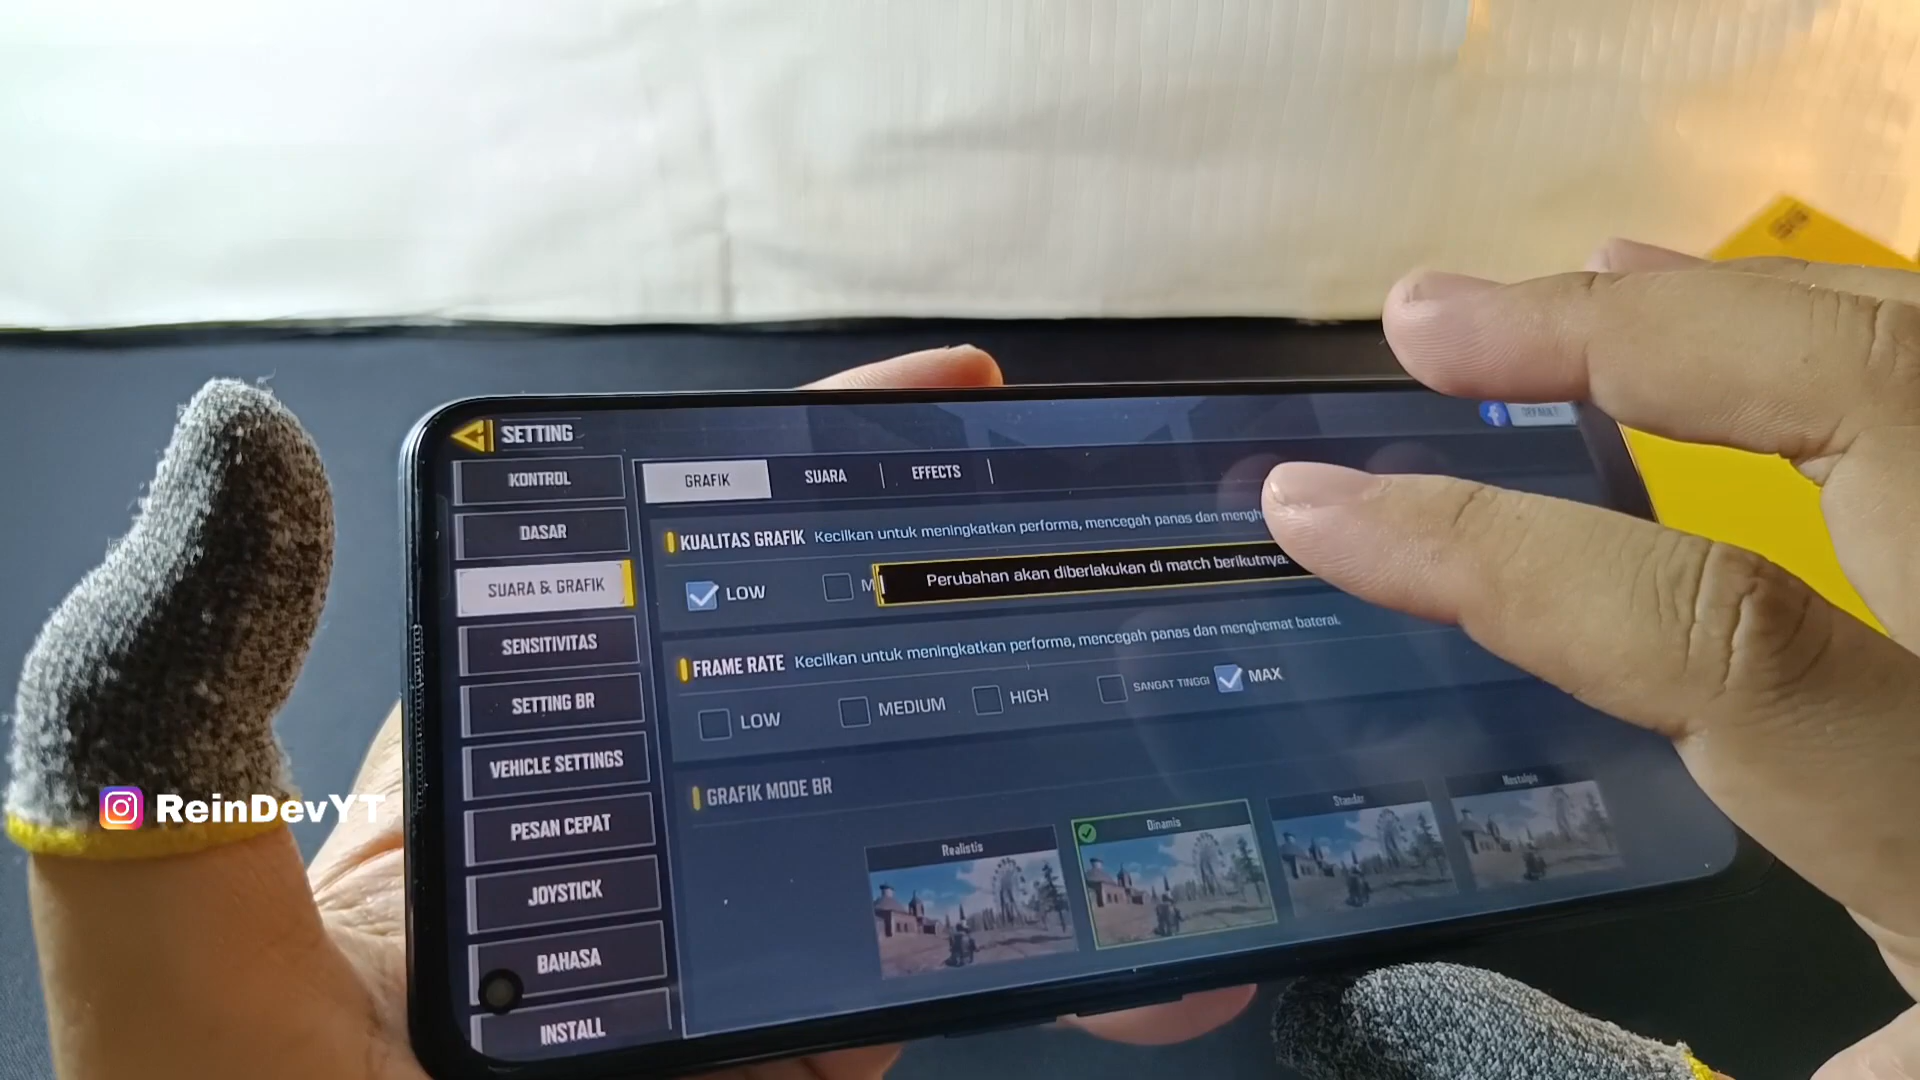 SETTING
DEFAULT
KONTROL
DASAR
SUARA & GRAFIK
SENSITIVITAS
SETTING BR
VEHICLE SETTINGS
PESAN CEPAT
JOYSTICK
BAHASA
INSTALL
GRAFIK
SUARA
EFFECTS
KUALITAS GRAFIK Kecilkan untuk meningkatkan performa, mencegah panas dan
LOW
Perubahan akan diberlakukan di match berikutnya.
FRAME RATE Kecilkan untuk meningkatkan performa, mencegah panas dan menghemat baterai.
LOW MEDIUM HIGH SANGAT TINGGI MAX
GRAFIK MODE BR
Realistis
Dinamis
Standar
Nostalgia
ReinDevYT